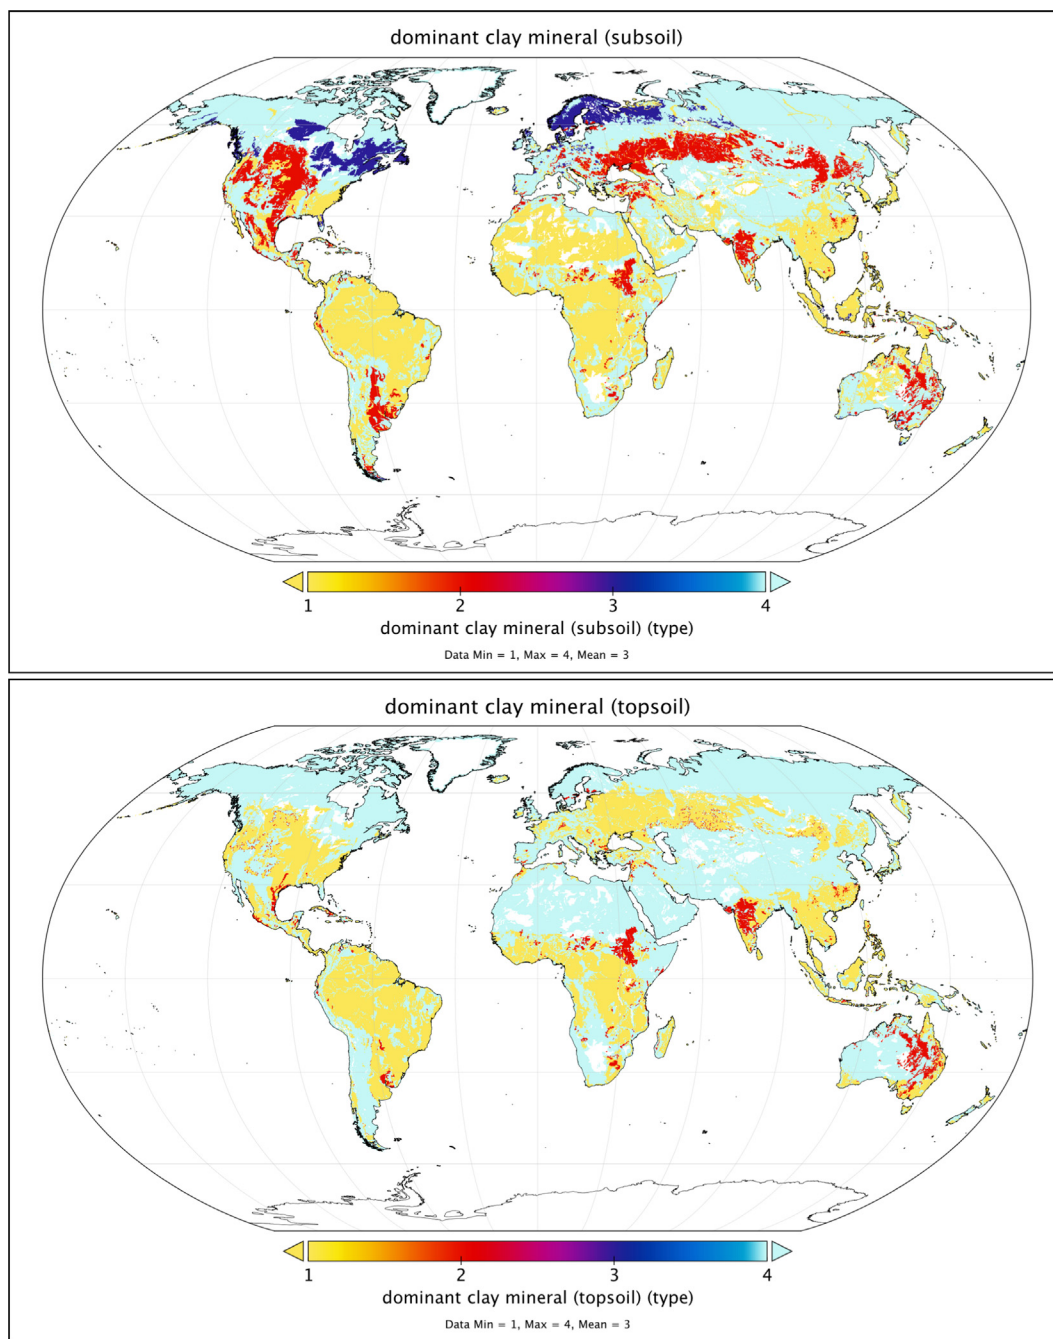 dominant clay mineral (subsoil)
1 2 3 4
dominant clay mineral (subsoil) (type)
Data Min = 1, Max = 4, Mean = 3
dominant clay mineral (topsoil)
1 2 3 4
dominant clay mineral (topsoil) (type)
Data Min = 1, Max = 4, Mean = 3